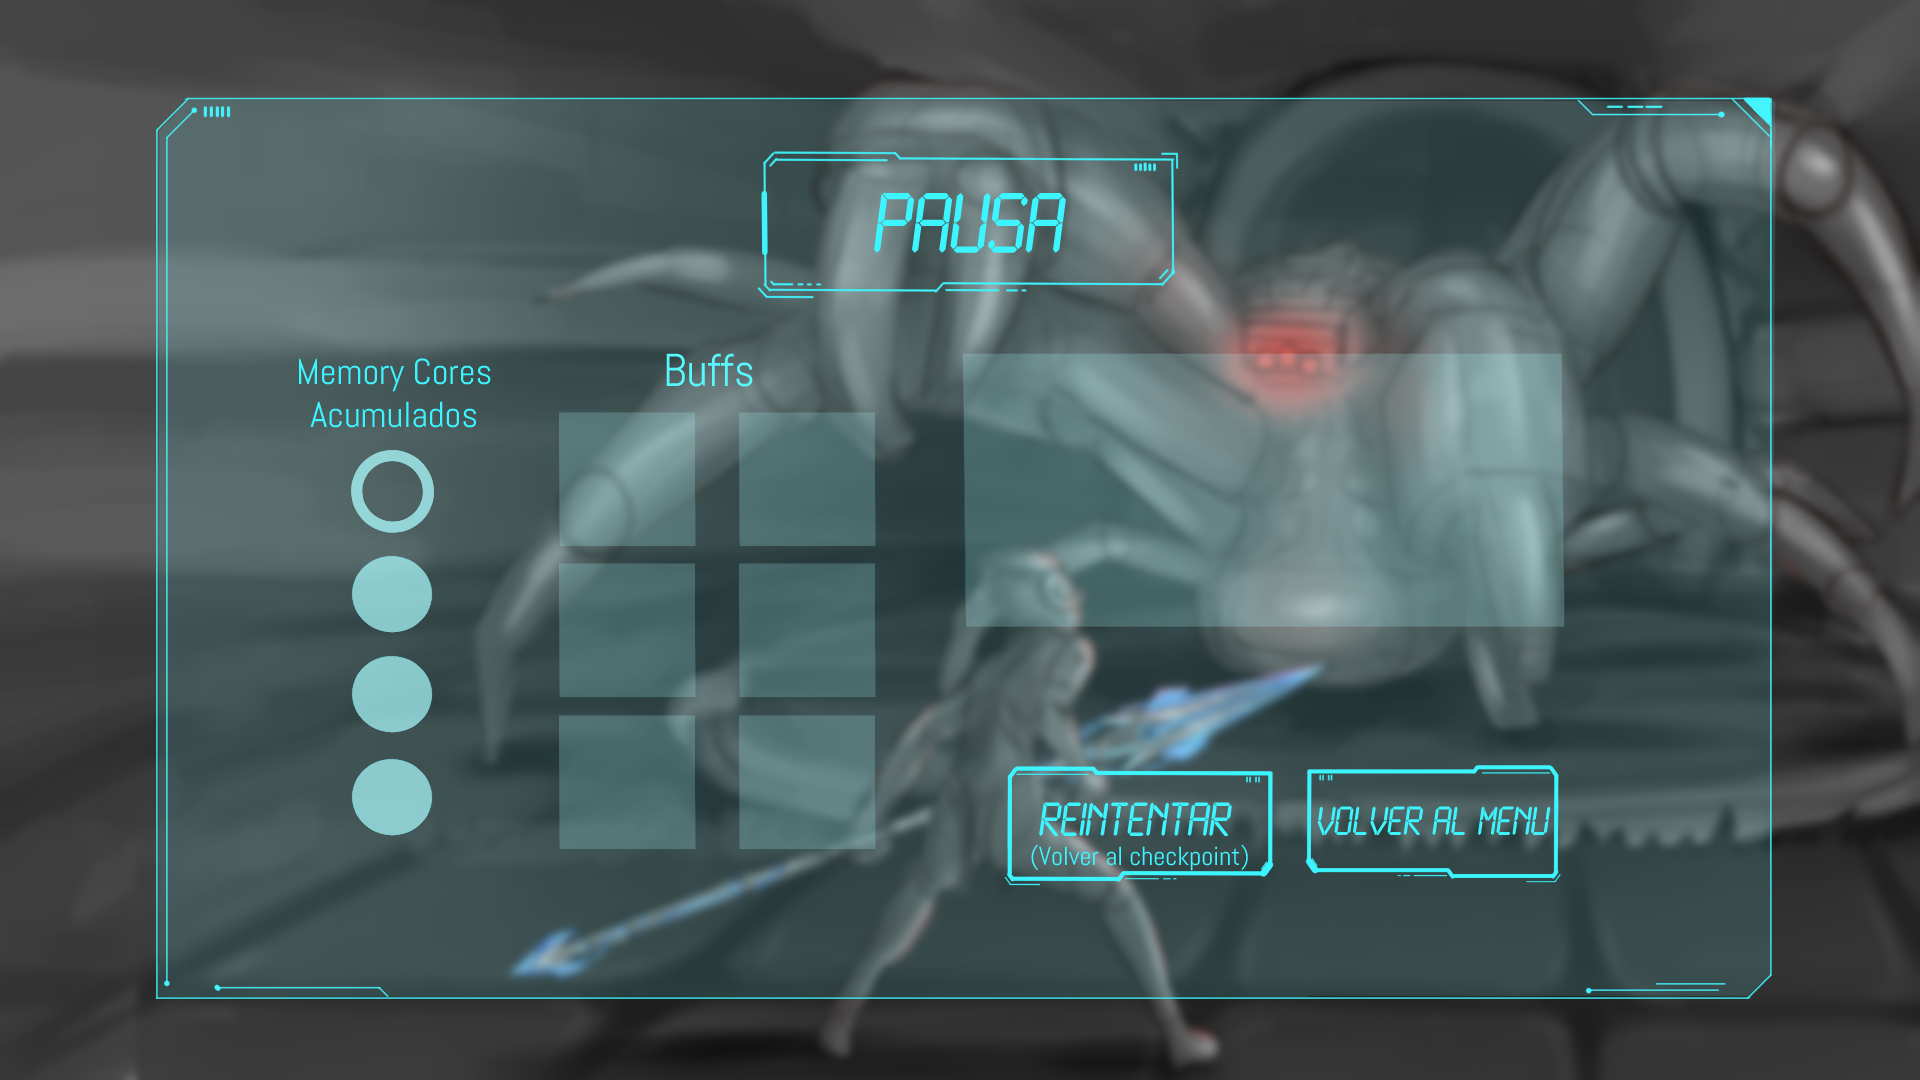 PAUSA
Memory Cores
Acumulados
Buffs
REINTENTAR
(Volver al checkpoint)
VOLVER AL MENU